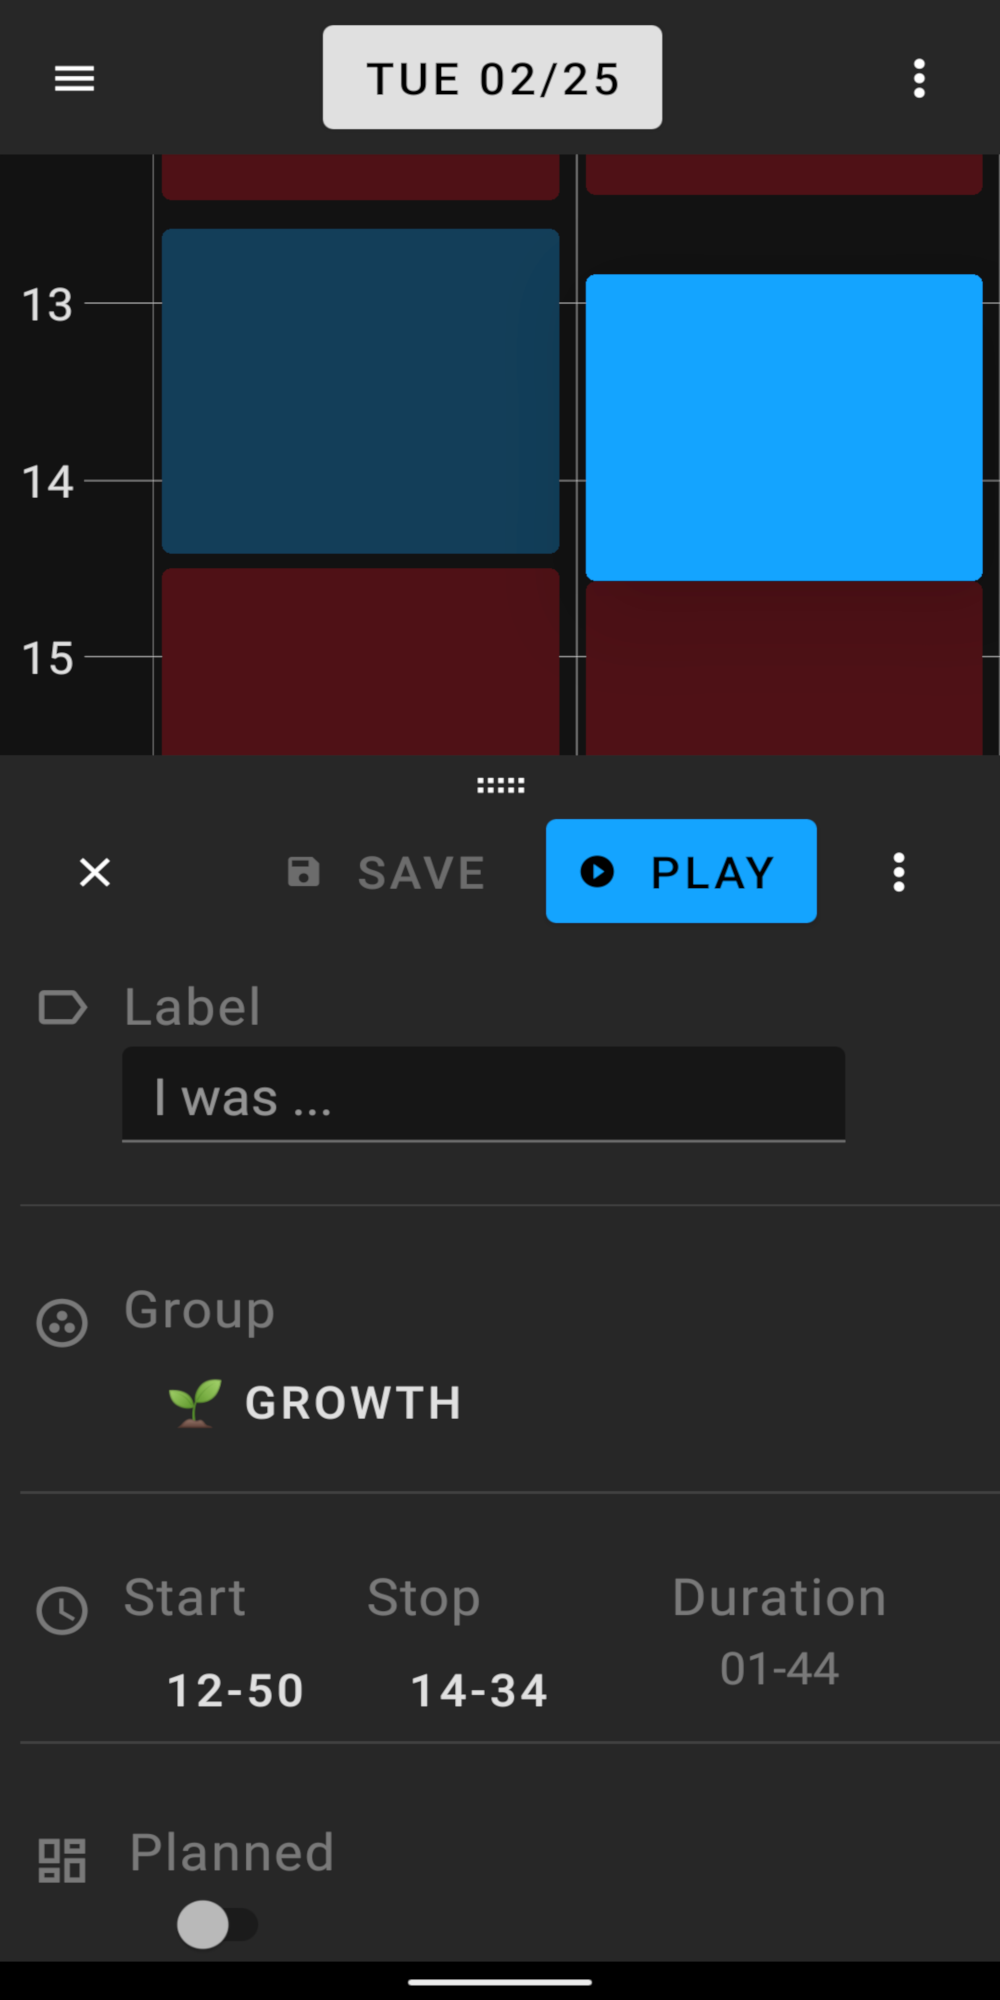 TUE 02/25
13
14
15
SAVE
PLAY
Label
I was ...
Group
GROWTH
Start Stop Duration
12-50 14-34 01-44
Planned